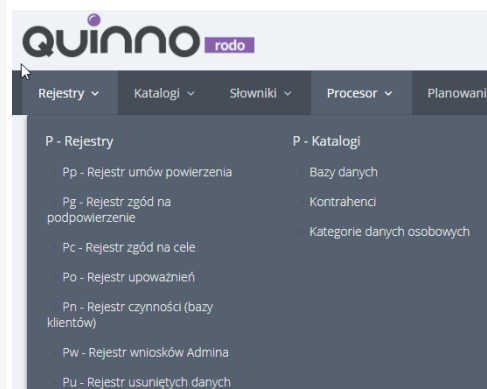 quinno rodo
Rejestry Katalogi Słowniki Procesor Planowani
P - Rejestry
Pp - Rejestr umów powierzenia
Pg - Rejestr zgód na
podpowierzenie
Pc - Rejestr zgód na cele
Po - Rejestr upoważnień
Pn - Rejestr czynności (bazy
klientów)
Pw - Rejestr wniosków Admina
Pu - Rejestr usuniętych danych
P - Katalogi
Bazy danych
Kontrahenci
Kategorie danych osobowych